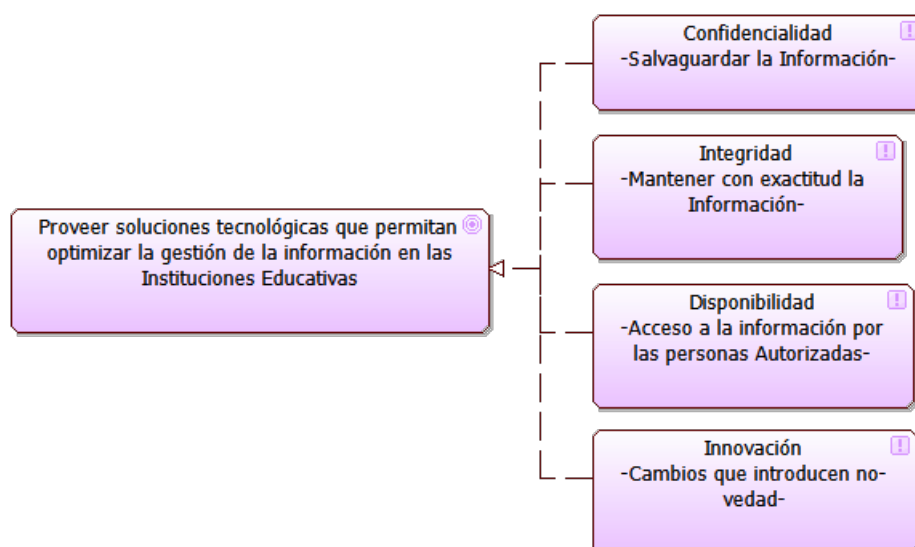 Confidencialidad
-Salvaguardar la Información-
Integridad
-Mantener con exactitud la
Información-
Proveer soluciones tecnológicas que permitan
optimizar la gestión de la información en las
Instituciones Educativas
Disponibilidad
-Acceso a la información por
las personas Autorizadas-
Innovación
-Cambios que introducen no-
vedad-